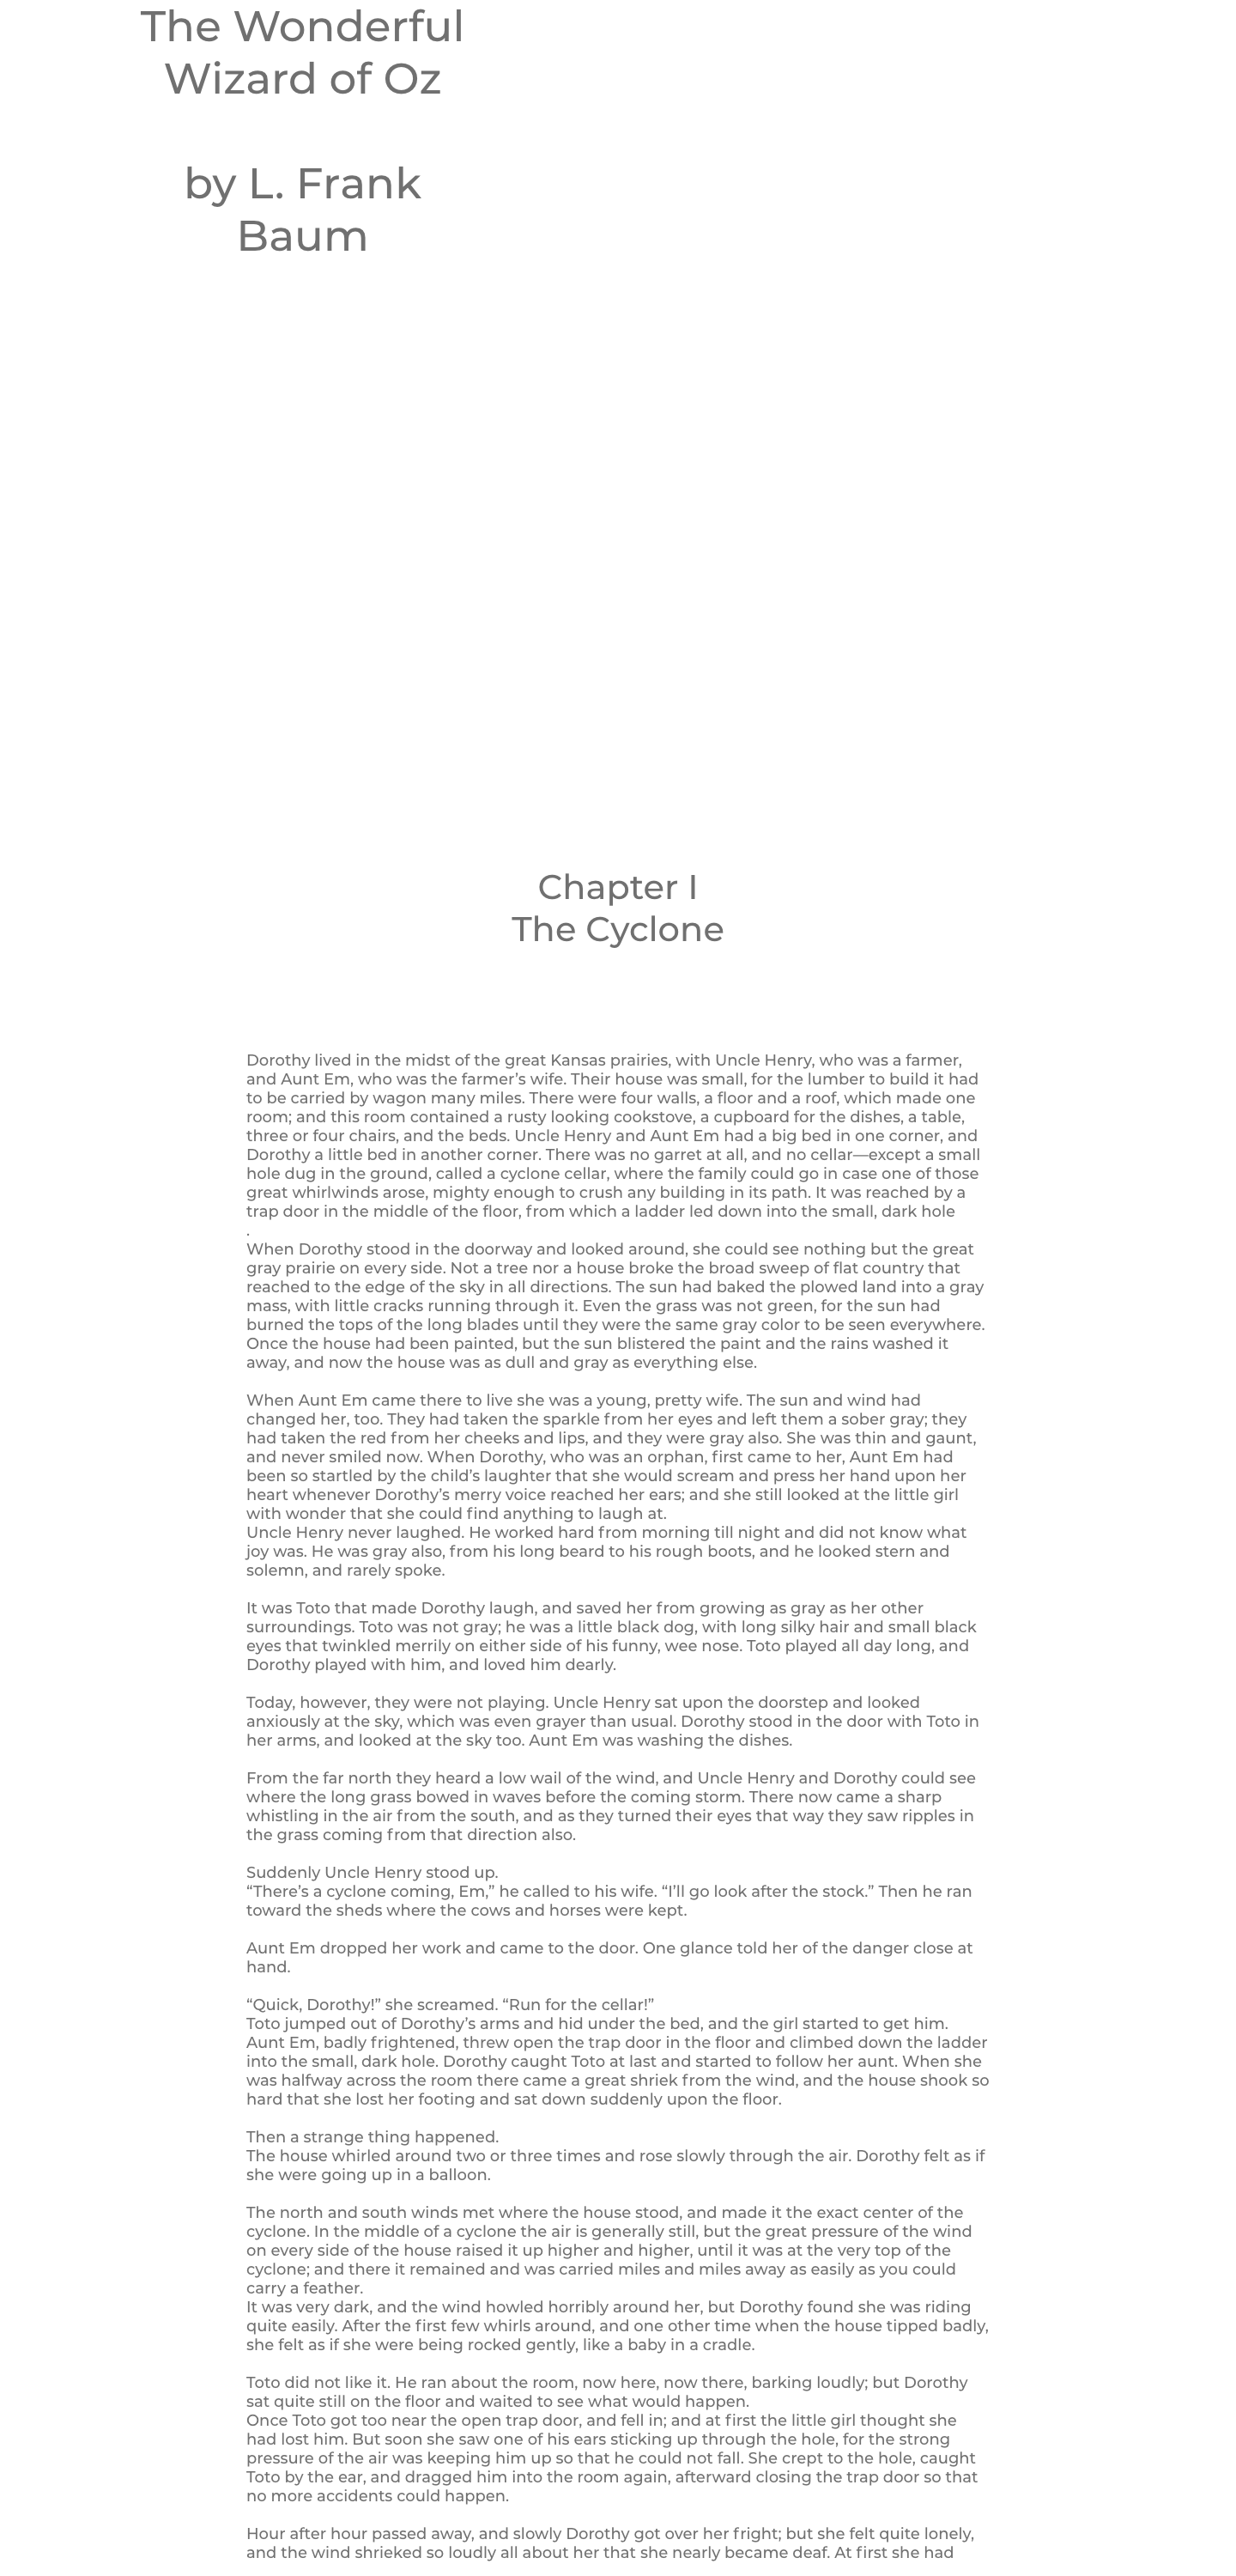 The Wonderful
Wizard of Oz
by L. Frank
Baum
Chapter I
The Cyclone
Dorothy lived in the midst of the great Kansas prairies, with Uncle Henry, who was a farmer,
and Aunt Em, who was the farmer’s wife. Their house was small, for the lumber to build it had
to be carried by wagon many miles. There were four walls, a floor and a roof, which made one
room; and this room contained a rusty looking cookstove, a cupboard for the dishes, a table,
three or four chairs, and the beds. Uncle Henry and Aunt Em had a big bed in one corner, and
Dorothy a little bed in another corner. There was no garret at all, and no cellar—except a small
hole dug in the ground, called a cyclone cellar, where the family could go in case one of those
great whirlwinds arose, mighty enough to crush any building in its path. It was reached by a
trap door in the middle of the floor, from which a ladder led down into the small, dark hole
.
When Dorothy stood in the doorway and looked around, she could see nothing but the great
gray prairie on every side. Not a tree nor a house broke the broad sweep of flat country that
reached to the edge of the sky in all directions. The sun had baked the plowed land into a gray
mass, with little cracks running through it. Even the grass was not green, for the sun had
burned the tops of the long blades until they were the same gray color to be seen everywhere.
Once the house had been painted, but the sun blistered the paint and the rains washed it
away, and now the house was as dull and gray as everything else.
When Aunt Em came there to live she was a young, pretty wife. The sun and wind had
changed her, too. They had taken the sparkle from her eyes and left them a sober gray; they
had taken the red from her cheeks and lips, and they were gray also. She was thin and gaunt,
and never smiled now. When Dorothy, who was an orphan, first came to her, Aunt Em had
been so startled by the child’s laughter that she would scream and press her hand upon her
heart whenever Dorothy’s merry voice reached her ears; and she still looked at the little girl
with wonder that she could find anything to laugh at.
Uncle Henry never laughed. He worked hard from morning till night and did not know what
joy was. He was gray also, from his long beard to his rough boots, and he looked stern and
solemn, and rarely spoke.
It was Toto that made Dorothy laugh, and saved her from growing as gray as her other
surroundings. Toto was not gray; he was a little black dog, with long silky hair and small black
eyes that twinkled merrily on either side of his funny, wee nose. Toto played all day long, and
Dorothy played with him, and loved him dearly.
Today, however, they were not playing. Uncle Henry sat upon the doorstep and looked
anxiously at the sky, which was even grayer than usual. Dorothy stood in the door with Toto in
her arms, and looked at the sky too. Aunt Em was washing the dishes.
From the far north they heard a low wail of the wind, and Uncle Henry and Dorothy could see
where the long grass bowed in waves before the coming storm. There now came a sharp
whistling in the air from the south, and as they turned their eyes that way they saw ripples in
the grass coming from that direction also.
Suddenly Uncle Henry stood up.
“There’s a cyclone coming, Em,” he called to his wife. “I’ll go look after the stock.” Then he ran
toward the sheds where the cows and horses were kept.
Aunt Em dropped her work and came to the door. One glance told her of the danger close at
hand.
“Quick, Dorothy!” she screamed. “Run for the cellar!”
Toto jumped out of Dorothy’s arms and hid under the bed, and the girl started to get him.
Aunt Em, badly frightened, threw open the trap door in the floor and climbed down the ladder
into the small, dark hole. Dorothy caught Toto at last and started to follow her aunt. When she
was halfway across the room there came a great shriek from the wind, and the house shook so
hard that she lost her footing and sat down suddenly upon the floor.
Then a strange thing happened.
The house whirled around two or three times and rose slowly through the air. Dorothy felt as if
she were going up in a balloon.
The north and south winds met where the house stood, and made it the exact center of the
cyclone. In the middle of a cyclone the air is generally still, but the great pressure of the wind
on every side of the house raised it up higher and higher, until it was at the very top of the
cyclone; and there it remained and was carried miles and miles away as easily as you could
carry a feather.
It was very dark, and the wind howled horribly around her, but Dorothy found she was riding
quite easily. After the first few whirls around, and one other time when the house tipped badly,
she felt as if she were being rocked gently, like a baby in a cradle.
Toto did not like it. He ran about the room, now here, now there, barking loudly; but Dorothy
sat quite still on the floor and waited to see what would happen.
Once Toto got too near the open trap door, and fell in; and at first the little girl thought she
had lost him. But soon she saw one of his ears sticking up through the hole, for the strong
pressure of the air was keeping him up so that he could not fall. She crept to the hole, caught
Toto by the ear, and dragged him into the room again, afterward closing the trap door so that
no more accidents could happen.
Hour after hour passed away, and slowly Dorothy got over her fright; but she felt quite lonely,
and the wind shrieked so loudly all about her that she nearly became deaf. At first she had